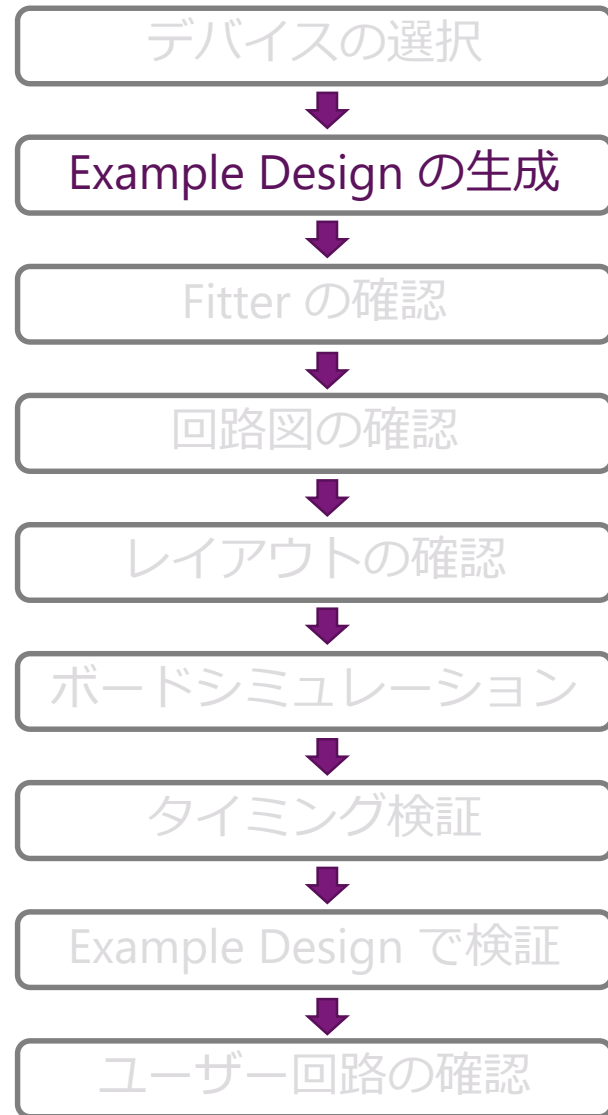 デバイスの選択
Example Design の生成
Fitter の確認
回路図の確認
レイアウトの確認
ボードシミュレーション
タイミング検証
Example Design で検証
ユーザー回路の確認